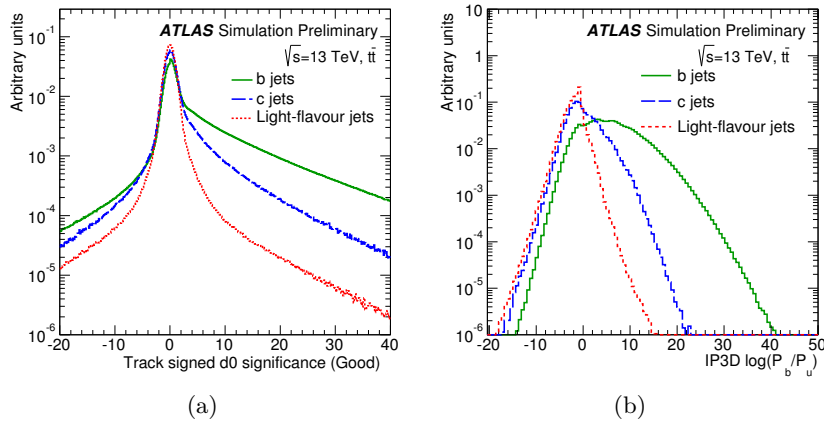 ATLAS Simulation Preliminary
√s=13 TeV, tt̄
b jets
c jets
Light-flavour jets
Arbitrary units
10⁻¹
10⁻²
10⁻³
10⁻⁴
10⁻⁵
10⁻⁶
-20 -10 0 10 20 30 40
Track signed d0 significance (Good)
(a)
ATLAS Simulation Preliminary
√s=13 TeV, tt̄
b jets
c jets
Light-flavour jets
Arbitrary units
10
1
10⁻¹
10⁻²
10⁻³
10⁻⁴
10⁻⁵
10⁻⁶
-20 -10 0 10 20 30 40 50
IP3D log(P_b/P_u)
(b)